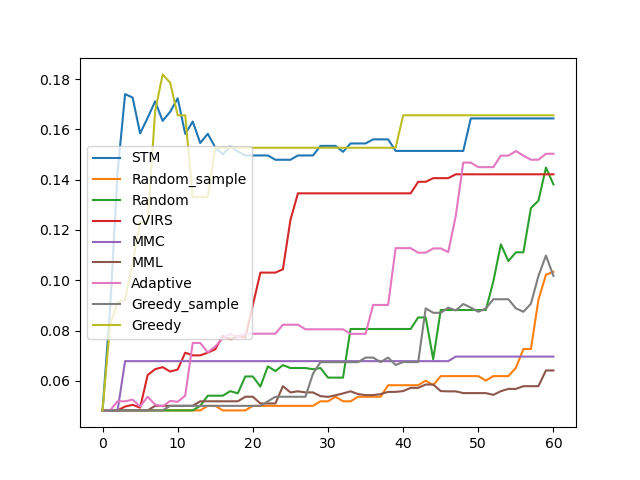 0.18
0.16
0.14
0.12
0.10
0.08
0.06
STM
Random_sample
Random
CVIRS
MMC
MML
Adaptive
Greedy_sample
Greedy
0 10 20 30 40 50 60